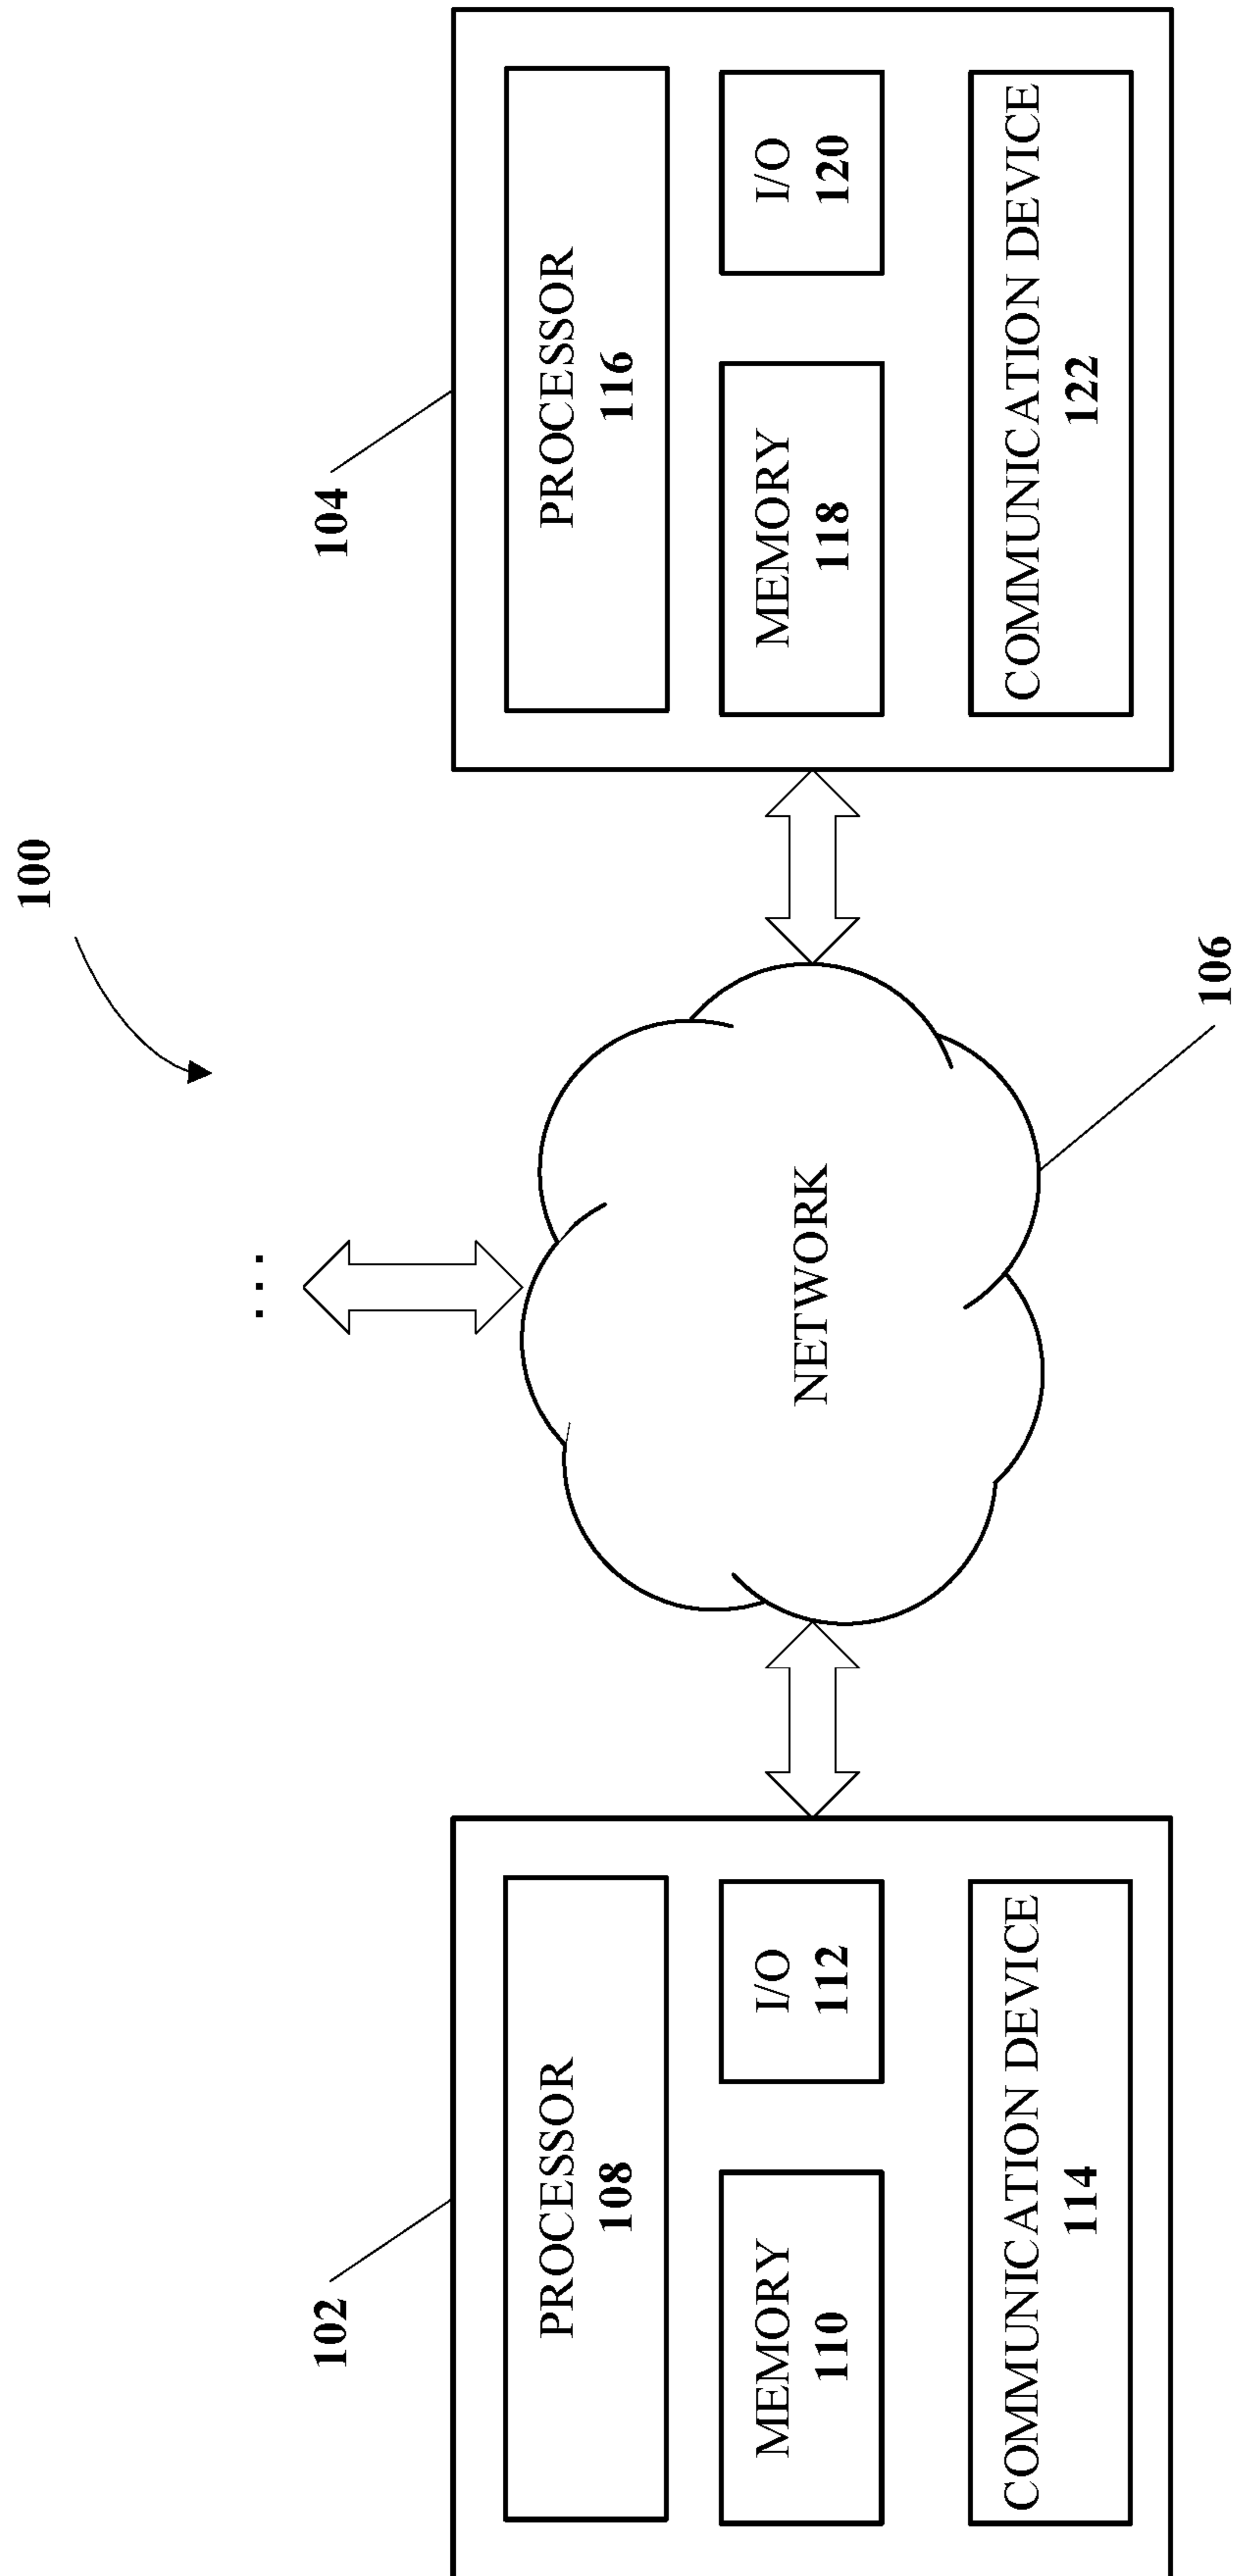 100
...
102
104
PROCESSOR
108
MEMORY
110
I/O
112
COMMUNICATION DEVICE
114
NETWORK
106
PROCESSOR
116
MEMORY
118
I/O
120
COMMUNICATION DEVICE
122